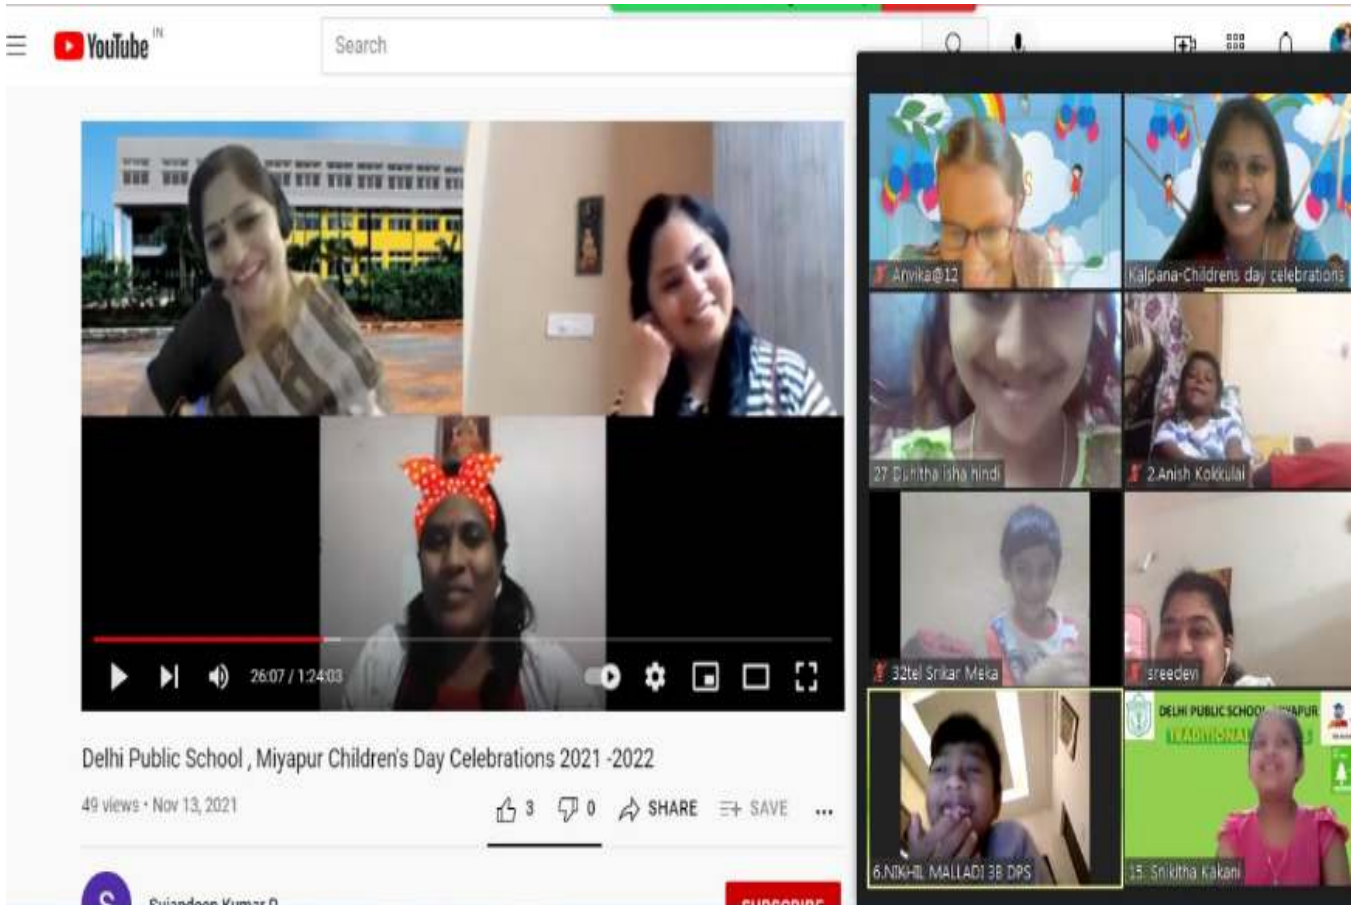 YouTube IN
Search
Anvika@12
Kalpana-Childrens day celebrations
27 Duhitha isha hindi
2.Anish Kokkulai
32tel Srikar Meka
sreedevi
6.NIKHIL MALLADI 3B DPS
DELHI PUBLIC SCHOOL
TRADITIONAL
15. Snikitha Kakani
26:07 / 1:24:03
Delhi Public School , Miyapur Children's Day Celebrations 2021 -2022
49 views • Nov 13, 2021
3
0
SHARE
SAVE
S
SUBSCRIBE